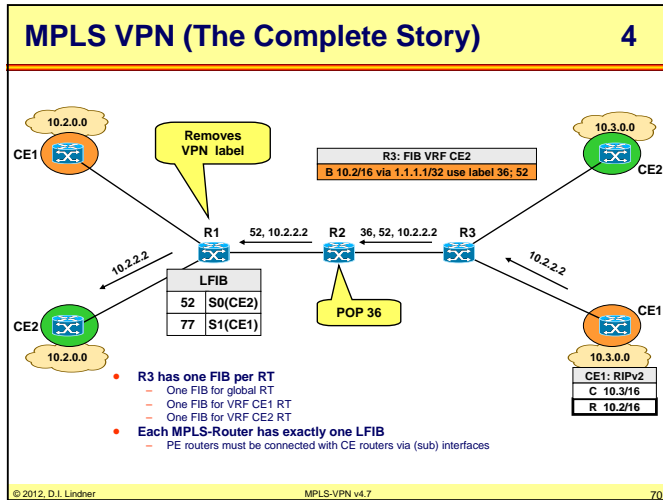 MPLS VPN (The Complete Story) 4
10.2.0.0
CE1
Removes
VPN label
R3: FIB VRF CE2
B 10.2/16 via 1.1.1.1/32 use label 36; 52
10.3.0.0
CE2
R1
52, 10.2.2.2
R2
36, 52, 10.2.2.2
R3
10.2.2.2
LFIB
52 S0(CE2)
77 S1(CE1)
POP 36
10.2.2.2
CE2
10.2.0.0
CE1
10.3.0.0
CE1: RIPv2
C 10.3/16
R 10.2/16
• R3 has one FIB per RT
– One FIB for global RT
– One FIB for VRF CE1 RT
– One FIB for VRF CE2 RT
• Each MPLS-Router has exactly one LFIB
– PE routers must be connected with CE routers via (sub) interfaces
© 2012, D.I. Lindner MPLS-VPN v4.7 70